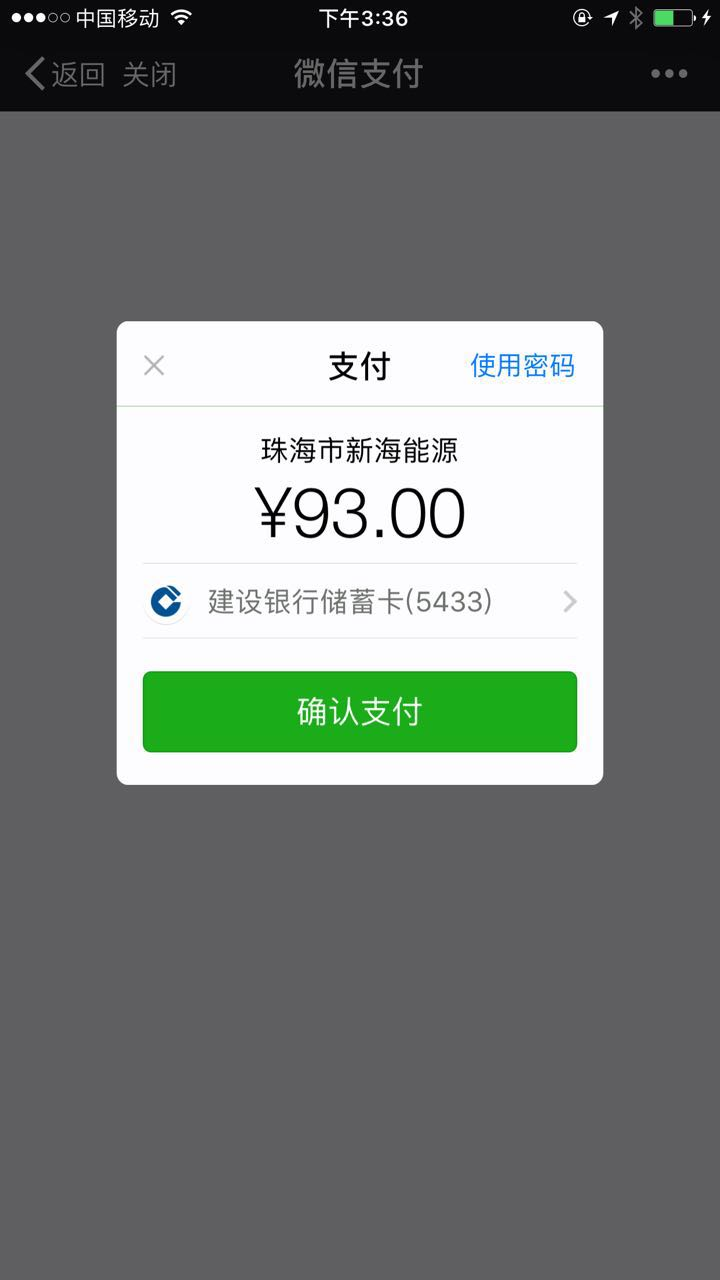 中国移动 下午3:36
返回 关闭 微信支付
支付 使用密码
珠海市新海能源
¥93.00
建设银行储蓄卡(5433)
确认支付